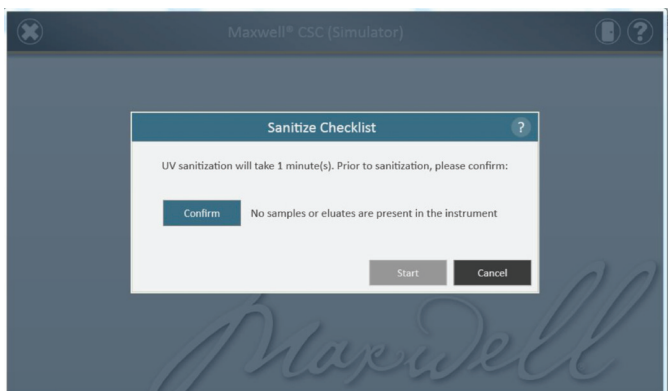 Maxwell® CSC (Simulator)
?
Sanitize Checklist
?
UV sanitization will take 1 minute(s). Prior to sanitization, please confirm:
Confirm
No samples or eluates are present in the instrument
Start
Cancel
Maxwell